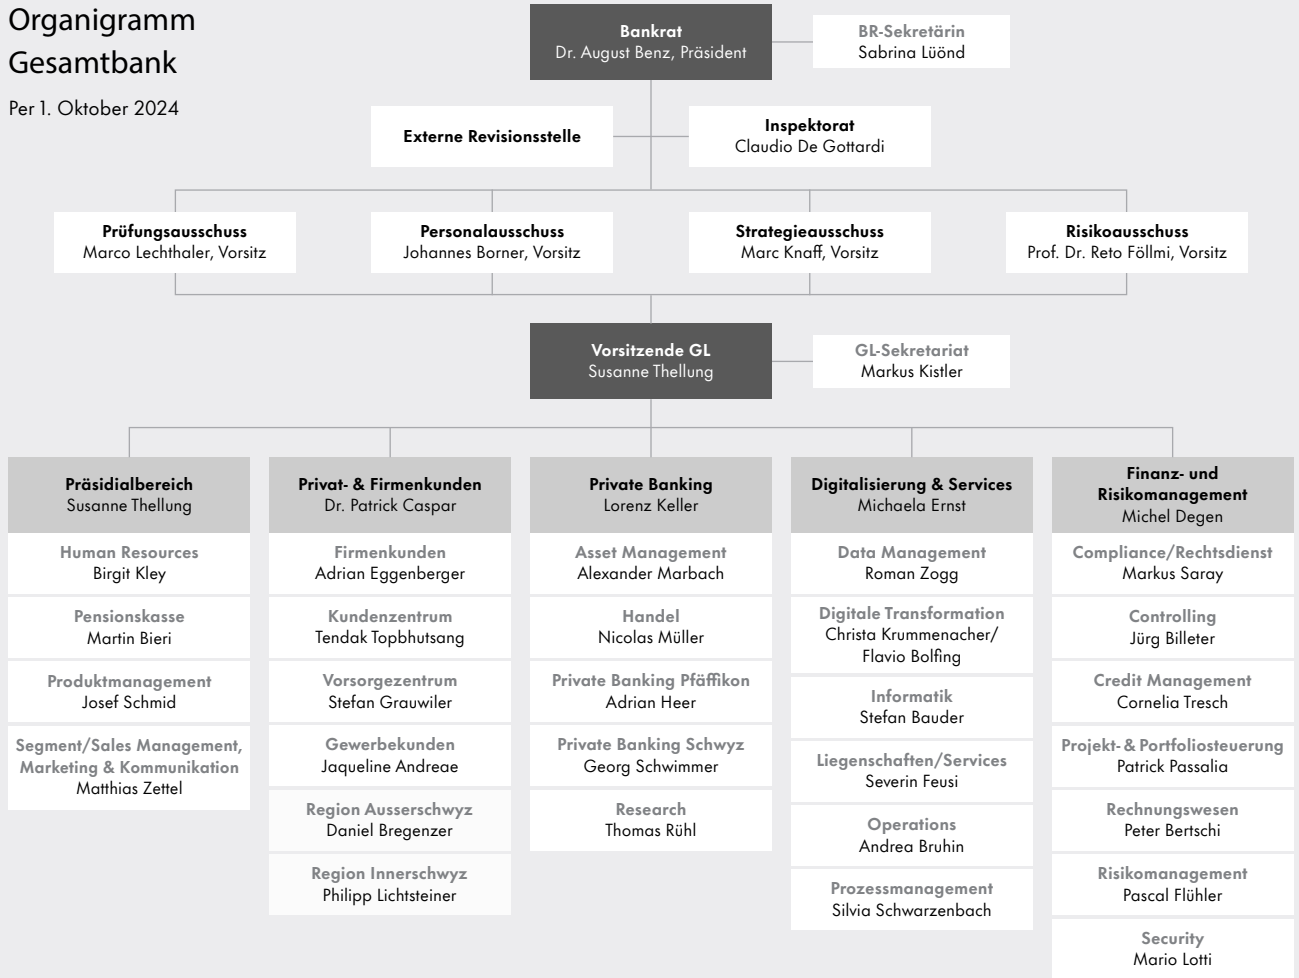 Organigramm
Gesamtbank
Per 1. Oktober 2024
Bankrat
Dr. August Benz, Präsident
BR-Sekretärin
Sabrina Lüönd
Externe Revisionsstelle
Inspektorat
Claudio De Gottardi
Prüfungsausschuss
Marco Lechthaler, Vorsitz
Personalausschuss
Johannes Borner, Vorsitz
Strategieausschuss
Marc Knaff, Vorsitz
Risikoausschuss
Prof. Dr. Reto Föllmi, Vorsitz
Vorsitzende GL
Susanne Thellung
GL-Sekretariat
Markus Kistler
Präsidialbereich
Susanne Thellung
Human Resources
Birgit Kley
Pensionskasse
Martin Bieri
Produktmanagement
Josef Schmid
Segment/Sales Management,
Marketing & Kommunikation
Matthias Zettel
Privat- & Firmenkunden
Dr. Patrick Caspar
Firmenkunden
Adrian Eggenberger
Kundenzentrum
Tendak Topbhutsang
Vorsorgezentrum
Stefan Grauwiler
Gewerbekunden
Jaqueline Andreae
Region Ausserschwyz
Daniel Bregenzer
Region Innerschwyz
Philipp Lichtsteiner
Private Banking
Lorenz Keller
Asset Management
Alexander Marbach
Handel
Nicolas Müller
Private Banking Pfäffikon
Adrian Heer
Private Banking Schwyz
Georg Schwimmer
Research
Thomas Rühl
Digitalisierung & Services
Michaela Ernst
Data Management
Roman Zogg
Digitale Transformation
Christa Krummenacher/
Flavio Bolfing
Informatik
Stefan Bauder
Liegenschaften/Services
Severin Feusi
Operations
Andrea Bruhin
Prozessmanagement
Silvia Schwarzenbach
Finanz- und
Risikomanagement
Michel Degen
Compliance/Rechtsdienst
Markus Saray
Controlling
Jürg Billeter
Credit Management
Cornelia Tresch
Projekt- & Portfoliosteuerung
Patrick Passalia
Rechnungswesen
Peter Bertschi
Risikomanagement
Pascal Flühler
Security
Mario Lotti